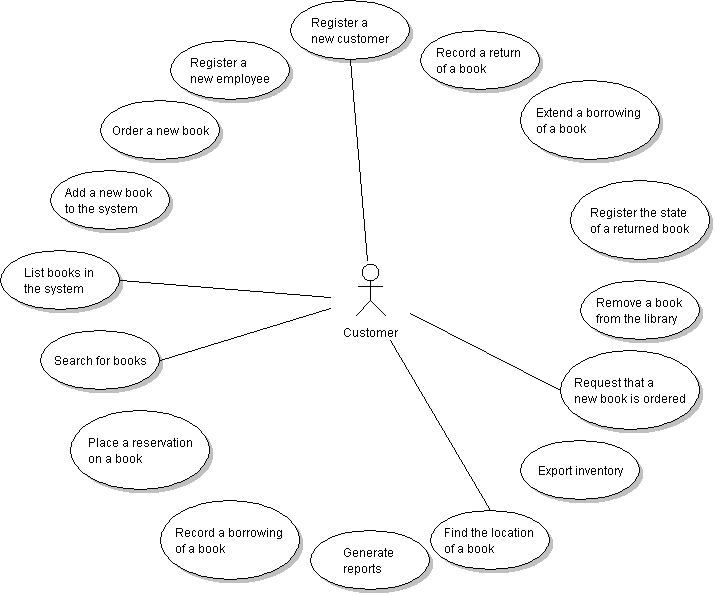 Register a
new customer
Record a return
of a book
Register a
new employee
Extend a borrowing
of a book
Order a new book
Add a new book
to the system
Register the state
of a returned book
List books in
the system
Remove a book
from the library
Customer
Search for books
Request that a
new book is ordered
Place a reservation
on a book
Export inventory
Record a borrowing
of a book
Find the location
of a book
Generate
reports